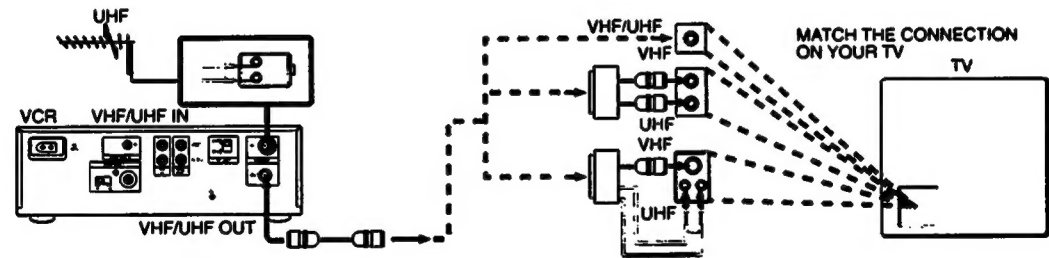 UHF
VCR
VHF/UHF IN
VHF/UHF OUT
VHF/UHF
VHF
UHF
VHF
UHF
MATCH THE CONNECTION
ON YOUR TV
TV